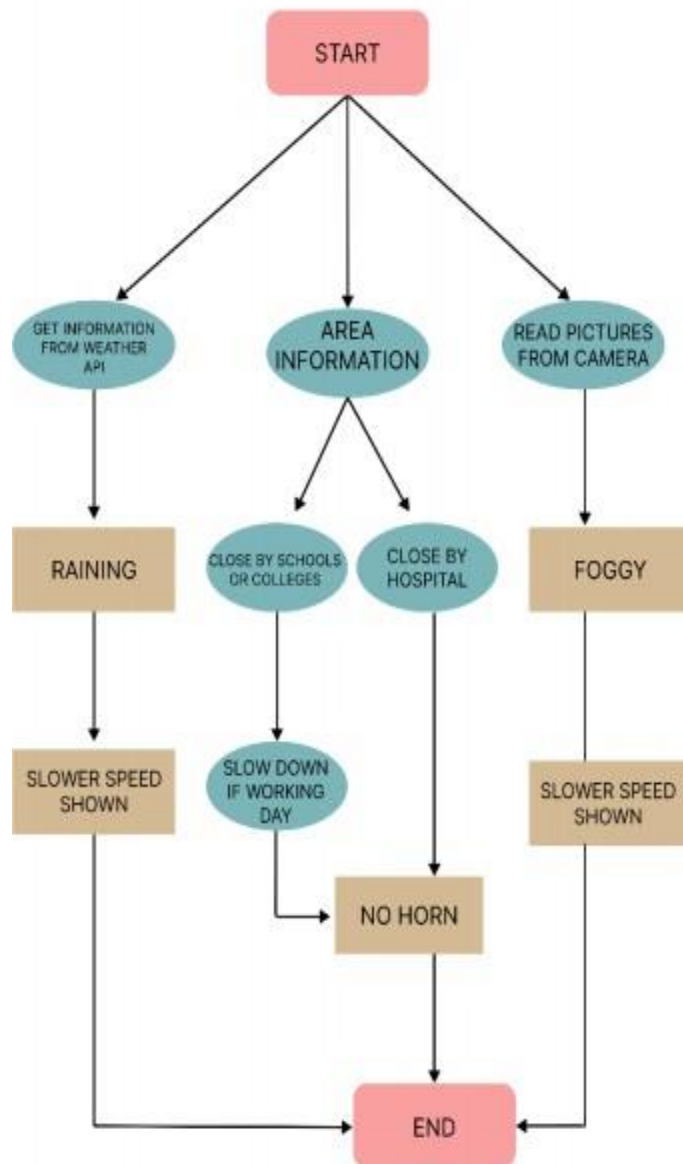 START
GET INFORMATION
FROM WEATHER
API
AREA
INFORMATION
READ PICTURES
FROM CAMERA
RAINING
CLOSE BY SCHOOLS
OR COLLEGES
CLOSE BY
HOSPITAL
FOGGY
SLOWER SPEED
SHOWN
SLOW DOWN
IF WORKING
DAY
SLOWER SPEED
SHOWN
NO HORN
END